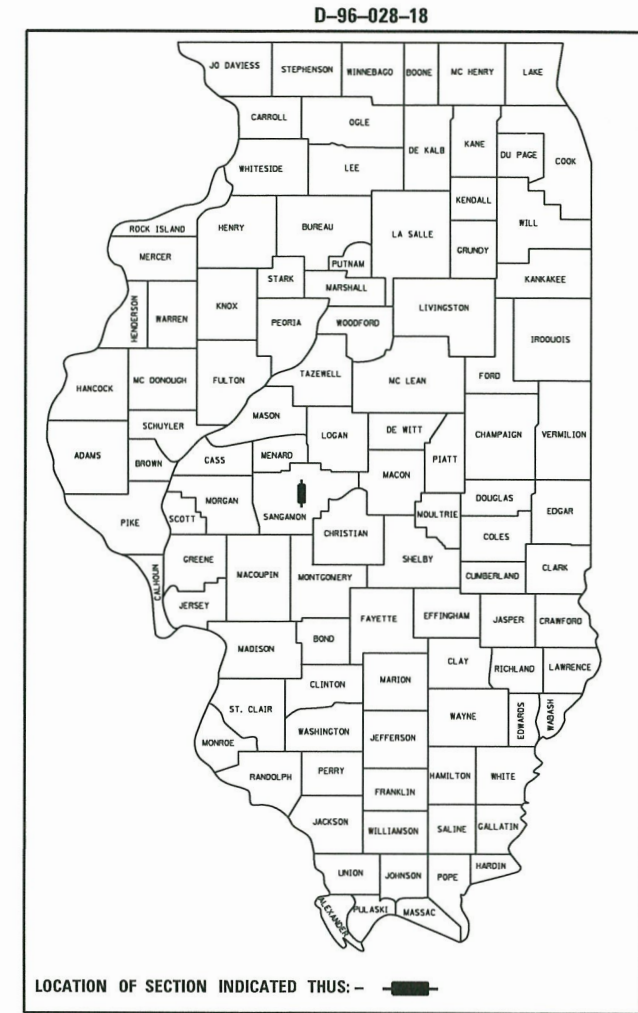 D–96–028–18
JO DAVIESS STEPHENSON WINNEBAGO BOONE MC HENRY LAKE
CARROLL OGLE KANE DE KALB DU PAGE COOK
WHITESIDE LEE
KENDALL WILL
ROCK ISLAND HENRY BUREAU LA SALLE GRUNDY
MERCER PUTNAM KANKAKEE
STARK MARSHALL
HENDERSON WARREN KNOX PEORIA WOODFORD LIVINGSTON IROQUOIS
HANCOCK MC DONOUGH FULTON TAZEWELL MC LEAN FORD
MASON
SCHUYLER LOGAN DE WITT CHAMPAIGN VERMILION
ADAMS BROWN CASS MENARD PIATT
MACON
MORGAN SANGAMON DOUGLAS EDGAR
PIKE SCOTT CHRISTIAN MOULTRIE COLES
GREENE MACOUPIN MONTGOMERY SHELBY CUMBERLAND CLARK
CALHOUN JERSEY FAYETTE EFFINGHAM JASPER CRAWFORD
MADISON BOND
CLAY RICHLAND LAWRENCE
CLINTON MARION
ST. CLAIR WAYNE EDWARDS WABASH
MONROE WASHINGTON JEFFERSON
RANDOLPH PERRY HAMILTON WHITE
FRANKLIN
JACKSON WILLIAMSON SALINE GALLATIN
UNION JOHNSON POPE HARDIN
ALEXANDER PULASKI MASSAC
LOCATION OF SECTION INDICATED THUS: –